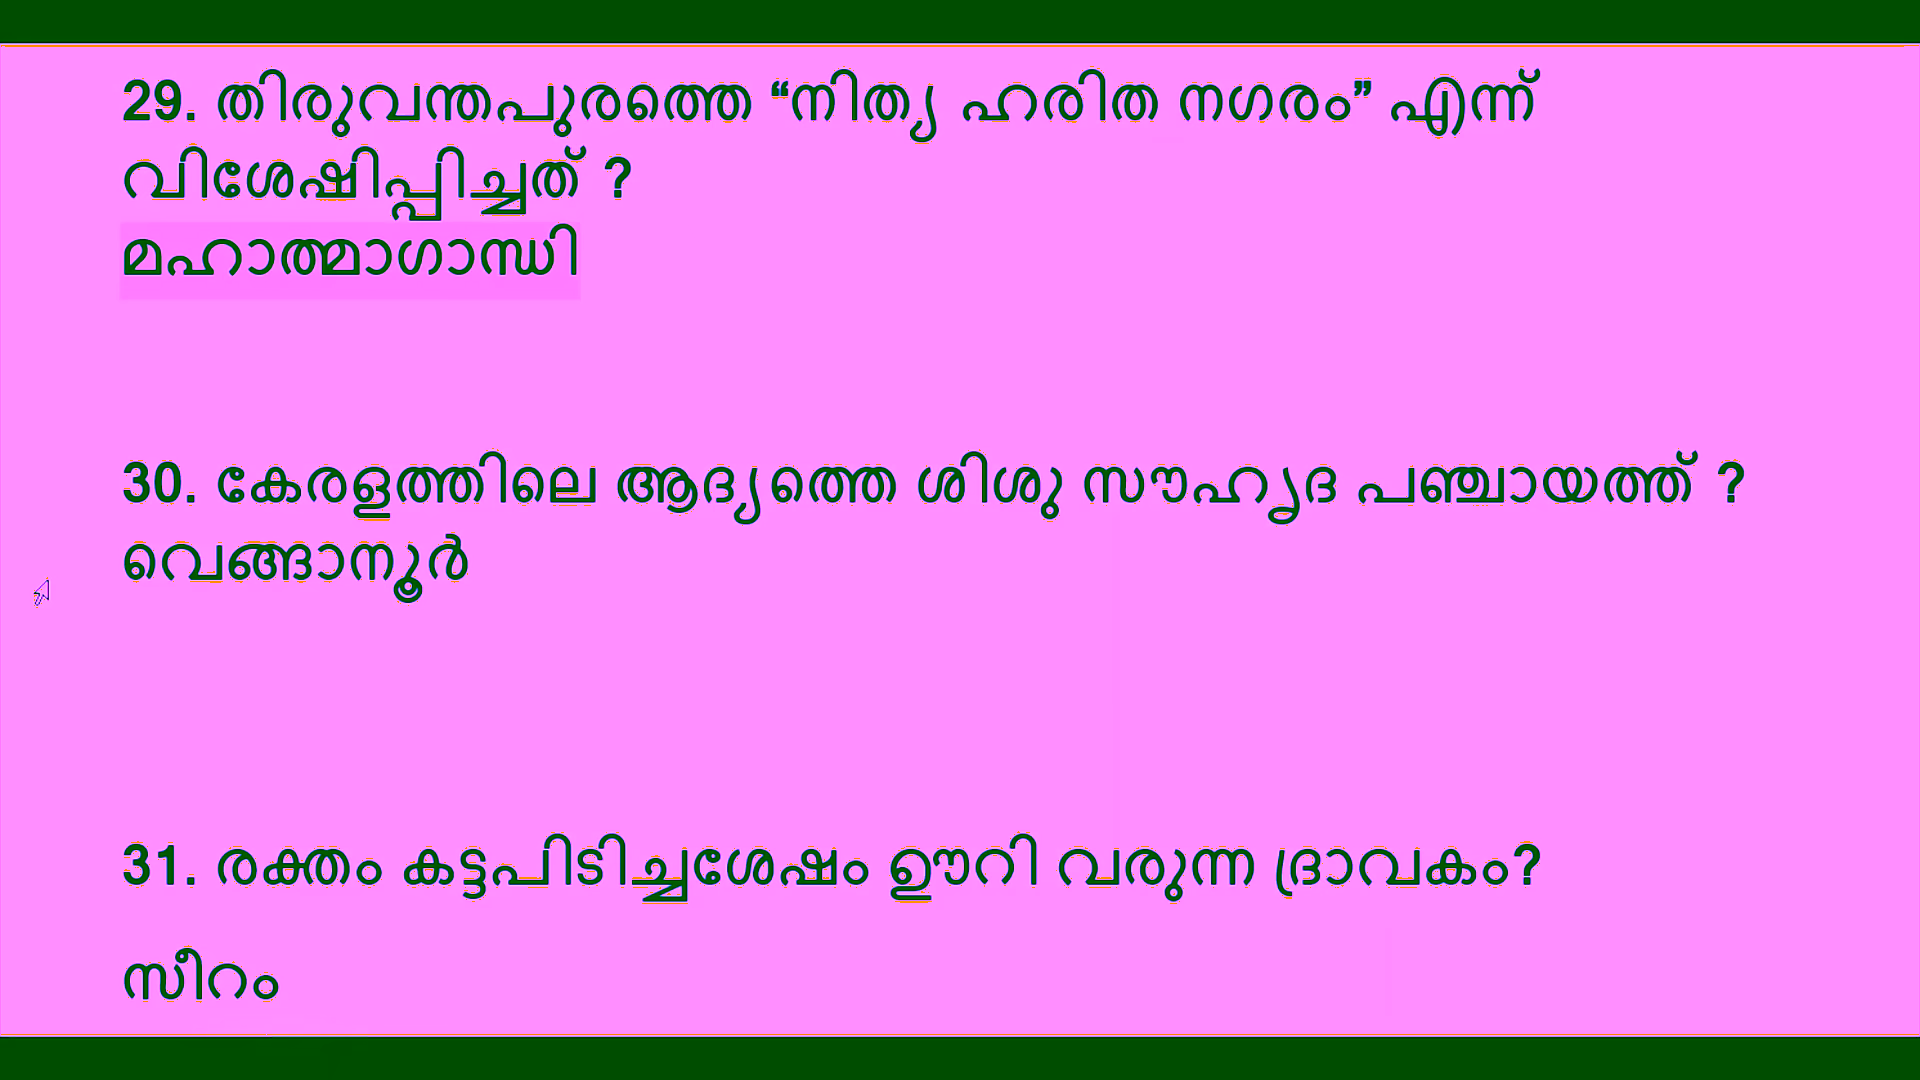 29. തിരുവന്തപുരത്തെ “നിത്യ ഹരിത നഗരം” എന്ന്
വിശേഷിപ്പിച്ചത് ?
മഹാത്മാഗാന്ധി
30. കേരളത്തിലെ ആദ്യത്തെ ശിശു സൗഹൃദ പഞ്ചായത്ത് ?
വെങ്ങാനൂർ
31. രക്തം കട്ടപിടിച്ചശേഷം ഊറി വരുന്ന ദ്രാവകം?
സീറം